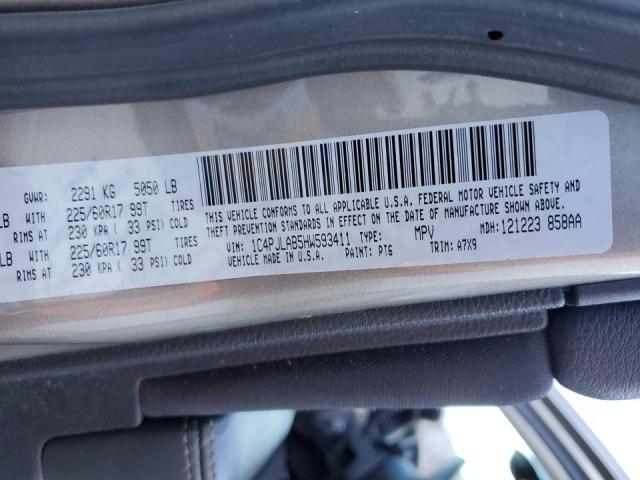 GVWR: 2291 KG 5050 LB
LB WITH 225/60R17 99T TIRES
RIMS AT 230 KPA ( 33 PSI) COLD
LB WITH 225/60R17 99T TIRES
RIMS AT 230 KPA ( 33 PSI) COLD
THIS VEHICLE CONFORMS TO ALL APPLICABLE U.S.A. FEDERAL MOTOR VEHICLE SAFETY AND
THEFT PREVENTION STANDARDS IN EFFECT ON THE DATE OF MANUFACTURE SHOWN ABOVE.
VIN: 1C4PJLAB5HW593411 TYPE: MPV MDH: 121223 858AA
VEHICLE MADE IN U.S.A. PAINT: PT6 TRIM: A7X9